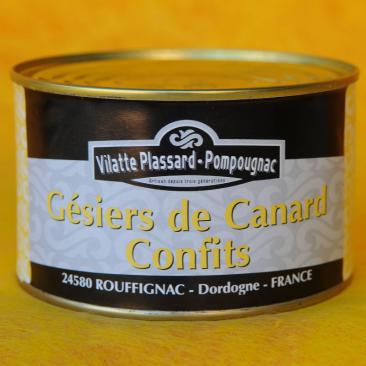 Vilatte Plassard - Pompougnac
Artisan depuis trois générations
Gésiers de Canard
Confits
24580 ROUFFIGNAC - Dordogne - FRANCE